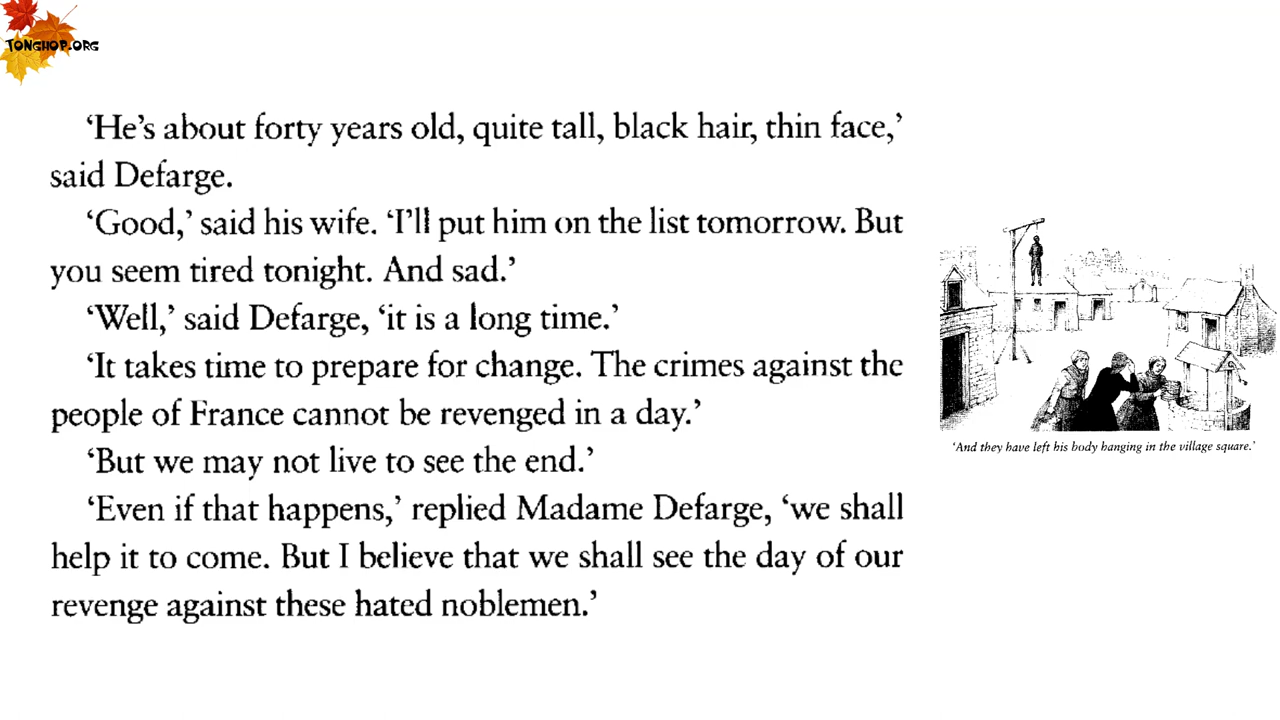 TONGHOP.ORG
‘He’s about forty years old, quite tall, black hair, thin face,’
said Defarge.
‘Good,’ said his wife. ‘I’ll put him on the list tomorrow. But
you seem tired tonight. And sad.’
‘Well,’ said Defarge, ‘it is a long time.’
‘It takes time to prepare for change. The crimes against the
people of France cannot be revenged in a day.’
‘But we may not live to see the end.’
‘Even if that happens,’ replied Madame Defarge, ‘we shall
help it to come. But I believe that we shall see the day of our
revenge against these hated noblemen.’
‘And they have left his body hanging in the village square.’